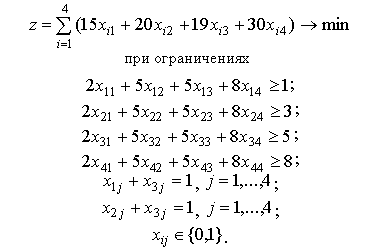 z = ∑_{i=1}^{4} (15x_{i1} + 20x_{i2} + 19x_{i3} + 30x_{i4}) → min
при ограничениях
2x_{11} + 5x_{12} + 5x_{13} + 8x_{14} ≥ 1;
2x_{21} + 5x_{22} + 5x_{23} + 8x_{24} ≥ 3;
2x_{31} + 5x_{32} + 5x_{33} + 8x_{34} ≥ 5;
2x_{41} + 5x_{42} + 5x_{43} + 8x_{44} ≥ 8;
x_{1j} + x_{3j} = 1, j = 1,...,4;
x_{2j} + x_{3j} = 1, j = 1,...,4;
x_{ij} ∈ {0,1}.